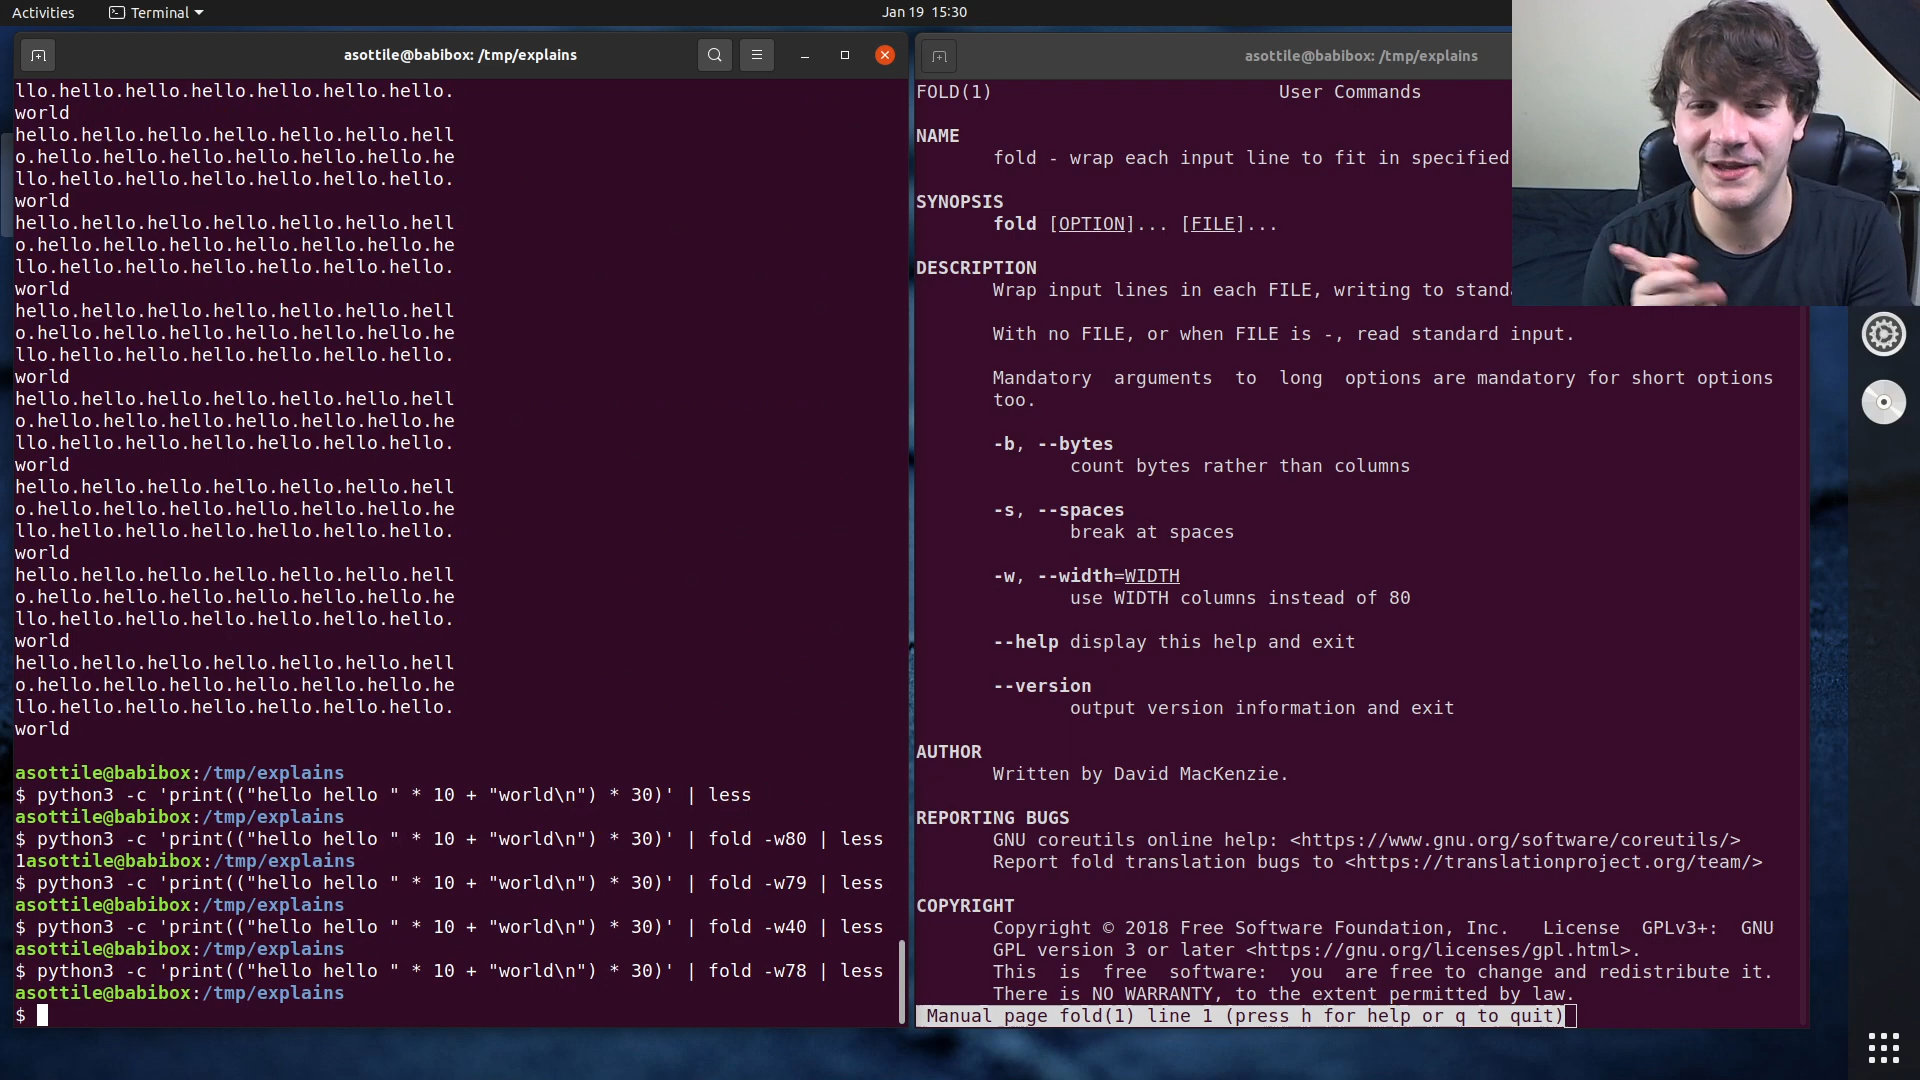 Activities
Terminal
Jan 19 15:30
asottile@babibox: /tmp/explains
llo.hello.hello.hello.hello.hello.hello.
world
hello.hello.hello.hello.hello.hello.hell
o.hello.hello.hello.hello.hello.hello.he
llo.hello.hello.hello.hello.hello.hello.
world
hello.hello.hello.hello.hello.hello.hell
o.hello.hello.hello.hello.hello.hello.he
llo.hello.hello.hello.hello.hello.hello.
world
hello.hello.hello.hello.hello.hello.hell
o.hello.hello.hello.hello.hello.hello.he
llo.hello.hello.hello.hello.hello.hello.
world
hello.hello.hello.hello.hello.hello.hell
o.hello.hello.hello.hello.hello.hello.he
llo.hello.hello.hello.hello.hello.hello.
world
hello.hello.hello.hello.hello.hello.hell
o.hello.hello.hello.hello.hello.hello.he
llo.hello.hello.hello.hello.hello.hello.
world
hello.hello.hello.hello.hello.hello.hell
o.hello.hello.hello.hello.hello.hello.he
llo.hello.hello.hello.hello.hello.hello.
world
hello.hello.hello.hello.hello.hello.hell
o.hello.hello.hello.hello.hello.hello.he
llo.hello.hello.hello.hello.hello.hello.
world
asottile@babibox:/tmp/explains
$ python3 -c 'print(("hello hello " * 10 + "world\n") * 30)' | less
asottile@babibox:/tmp/explains
$ python3 -c 'print(("hello hello " * 10 + "world\n") * 30)' | fold -w80 | less
1asottile@babibox:/tmp/explains
$ python3 -c 'print(("hello hello " * 10 + "world\n") * 30)' | fold -w79 | less
asottile@babibox:/tmp/explains
$ python3 -c 'print(("hello hello " * 10 + "world\n") * 30)' | fold -w40 | less
asottile@babibox:/tmp/explains
$ python3 -c 'print(("hello hello " * 10 + "world\n") * 30)' | fold -w78 | less
asottile@babibox:/tmp/explains
$
asottile@babibox: /tmp/explains
FOLD(1) User Commands
NAME
fold - wrap each input line to fit in specified
SYNOPSIS
fold [OPTION]... [FILE]...
DESCRIPTION
Wrap input lines in each FILE, writing to stand
With no FILE, or when FILE is -, read standard input.
Mandatory arguments to long options are mandatory for short options
too.
-b, --bytes
count bytes rather than columns
-s, --spaces
break at spaces
-w, --width=WIDTH
use WIDTH columns instead of 80
--help display this help and exit
--version
output version information and exit
AUTHOR
Written by David MacKenzie.
REPORTING BUGS
GNU coreutils online help: <https://www.gnu.org/software/coreutils/>
Report fold translation bugs to <https://translationproject.org/team/>
COPYRIGHT
Copyright © 2018 Free Software Foundation, Inc. License GPLv3+: GNU
GPL version 3 or later <https://gnu.org/licenses/gpl.html>.
This is free software: you are free to change and redistribute it.
There is NO WARRANTY, to the extent permitted by law.
Manual page fold(1) line 1 (press h for help or q to quit)